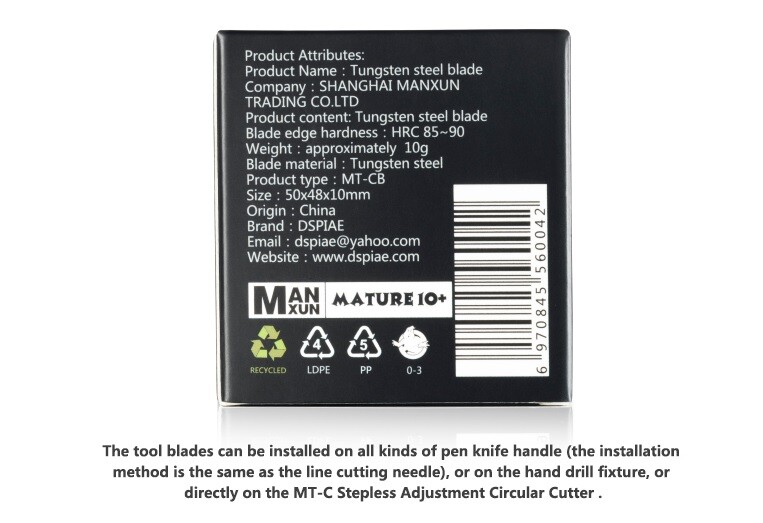 Product Attributes:
Product Name : Tungsten steel blade
Company : SHANGHAI MANXUN
TRADING CO.LTD
Product content: Tungsten steel blade
Blade edge hardness : HRC 85~90
Weight : approximately 10g
Blade material : Tungsten steel
Product type : MT-CB
Size : 50x48x10mm
Origin : China
Brand : DSPIAE
Email : dspiae@yahoo.com
Website : www.dspiae.com
MAN
XUN
MATURE 10+
4
5
RECYCLED
LDPE
PP
0-3
6 970845 560042
The tool blades can be installed on all kinds of pen knife handle (the installation
method is the same as the line cutting needle), or on the hand drill fixture, or
directly on the MT-C Stepless Adjustment Circular Cutter .